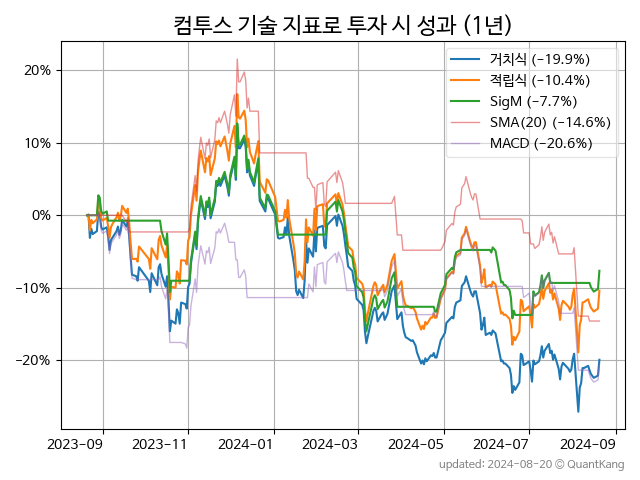 컴투스 기술 지표로 투자 시 성과 (1년)
거치식 (−19.9%)
적립식 (−10.4%)
SigM (−7.7%)
SMA(20) (−14.6%)
MACD (−20.6%)
20%
10%
0%
−10%
−20%
2023-09 2023-11 2024-01 2024-03 2024-05 2024-07 2024-09
updated: 2024-08-20 © QuantKang